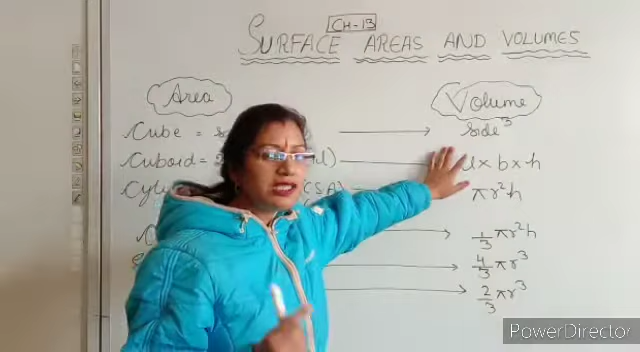 CH-13
SURFACE AREAS AND VOLUMES
Area
Volume
Cube =
side³
Cuboid =
l × b × h
CSA)
πr²h
1/3 πr²h
4/3 πr³
2/3 πr³
PowerDirector